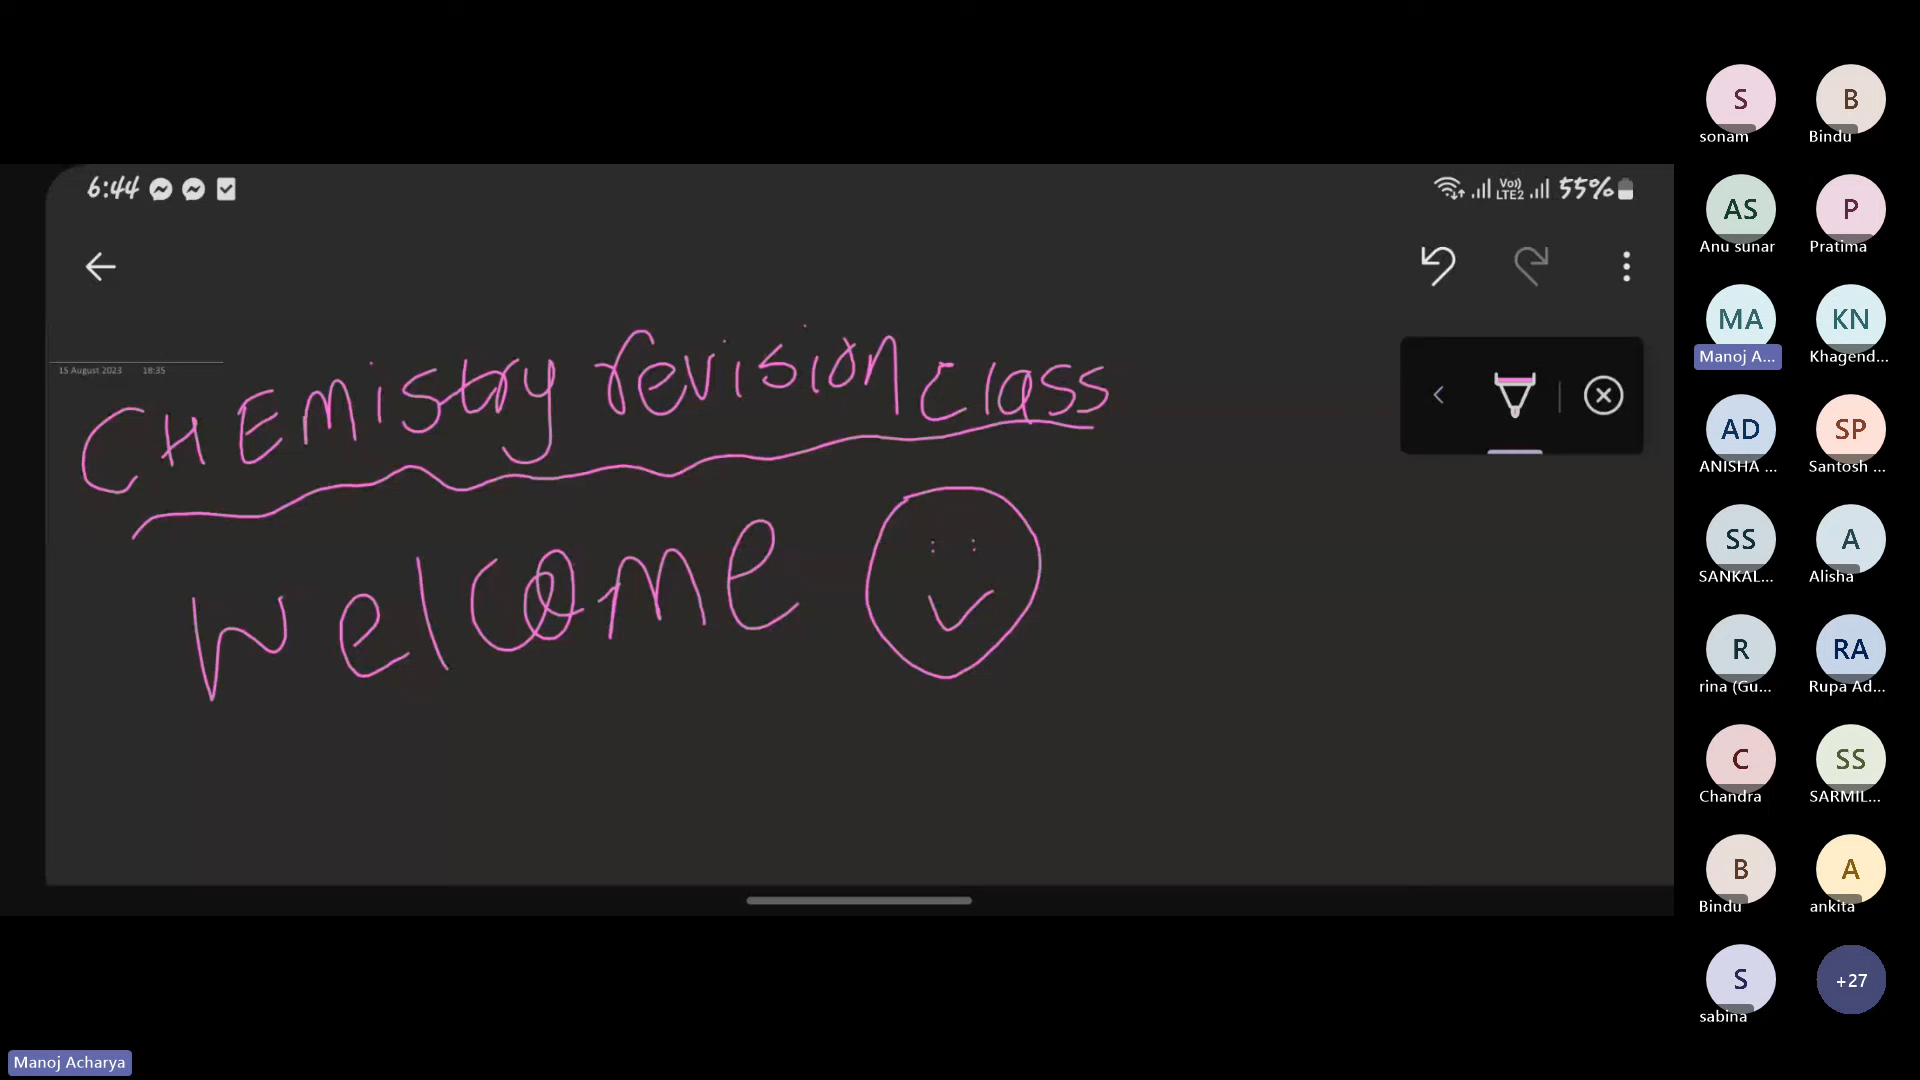 6:44
Vo)) LTE2 55%
15 August 2023 18:35
CHEmistry revision class
Welcome
S B
sonam Bindu
AS P
Anu sunar Pratima
MA KN
Manoj A... Khagend...
AD SP
ANISHA ... Santosh ...
SS A
SANKAL... Alisha
R RA
rina (Gu... Rupa Ad...
C SS
Chandra SARMIL...
B A
Bindu ankita
S +27
sabina
Manoj Acharya